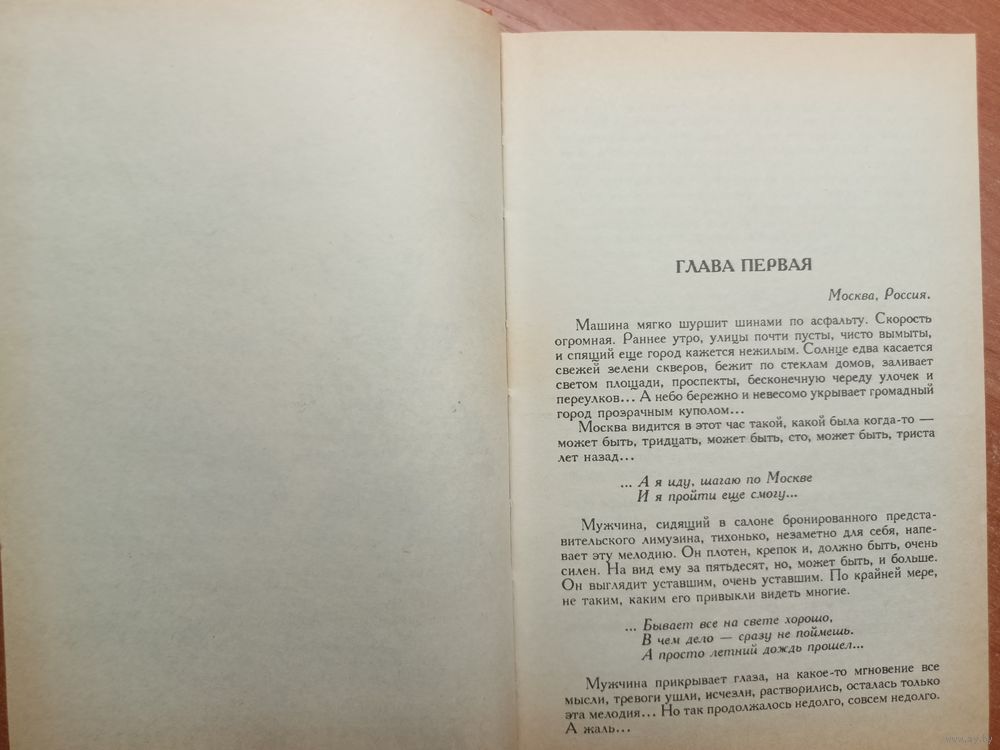 ГЛАВА ПЕРВАЯ
Москва, Россия.
Машина мягко шуршит шинами по асфальту. Скорость
огромная. Раннее утро, улицы почти пусты, чисто вымыты,
и спящий еще город кажется нежилым. Солнце едва касается
свежей зелени скверов, бежит по стеклам домов, заливает
светом площади, проспекты, бесконечную череду улочек и
переулков... А небо бережно и невесомо укрывает громадный
город прозрачным куполом...
Москва видится в этот час такой, какой была когда-то —
может быть, тридцать, может быть, сто, может быть, триста
лет назад...
... А я иду, шагаю по Москве
И я пройти еще смогу...
Мужчина, сидящий в салоне бронированного предста-
вительского лимузина, тихонько, незаметно для себя, напе-
вает эту мелодию. Он плотен, крепок и, должно быть, очень
силен. На вид ему за пятьдесят, но, может быть, и больше.
Он выглядит уставшим, очень уставшим. По крайней мере,
не таким, каким его привыкли видеть многие.
... Бывает все на свете хорошо,
В чем дело — сразу не поймешь.
А просто летний дождь прошел...
Мужчина прикрывает глаза, на какое-то мгновение все
мысли, тревоги ушли, исчезли, растворились, осталась только
эта мелодия... Но так продолжалось недолго, совсем недолго.
А жаль...